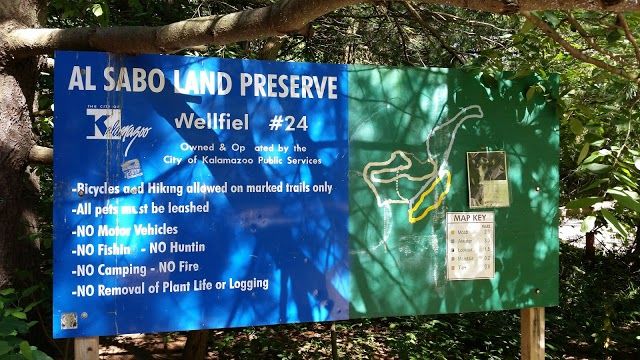 AL SABO LAND PRESERVE
THE CITY OF
Kalamazoo
Wellfiel #24
Owned & Op ated by the
City of Kalamazoo Public Services
-Bicycles and Hiking allowed on marked trails only
-All pets must be leashed
-NO Motor Vehicles
-NO Fishin - NO Huntin
-NO Camping - NO Fire
-NO Removal of Plant Life or Logging
MAP KEY